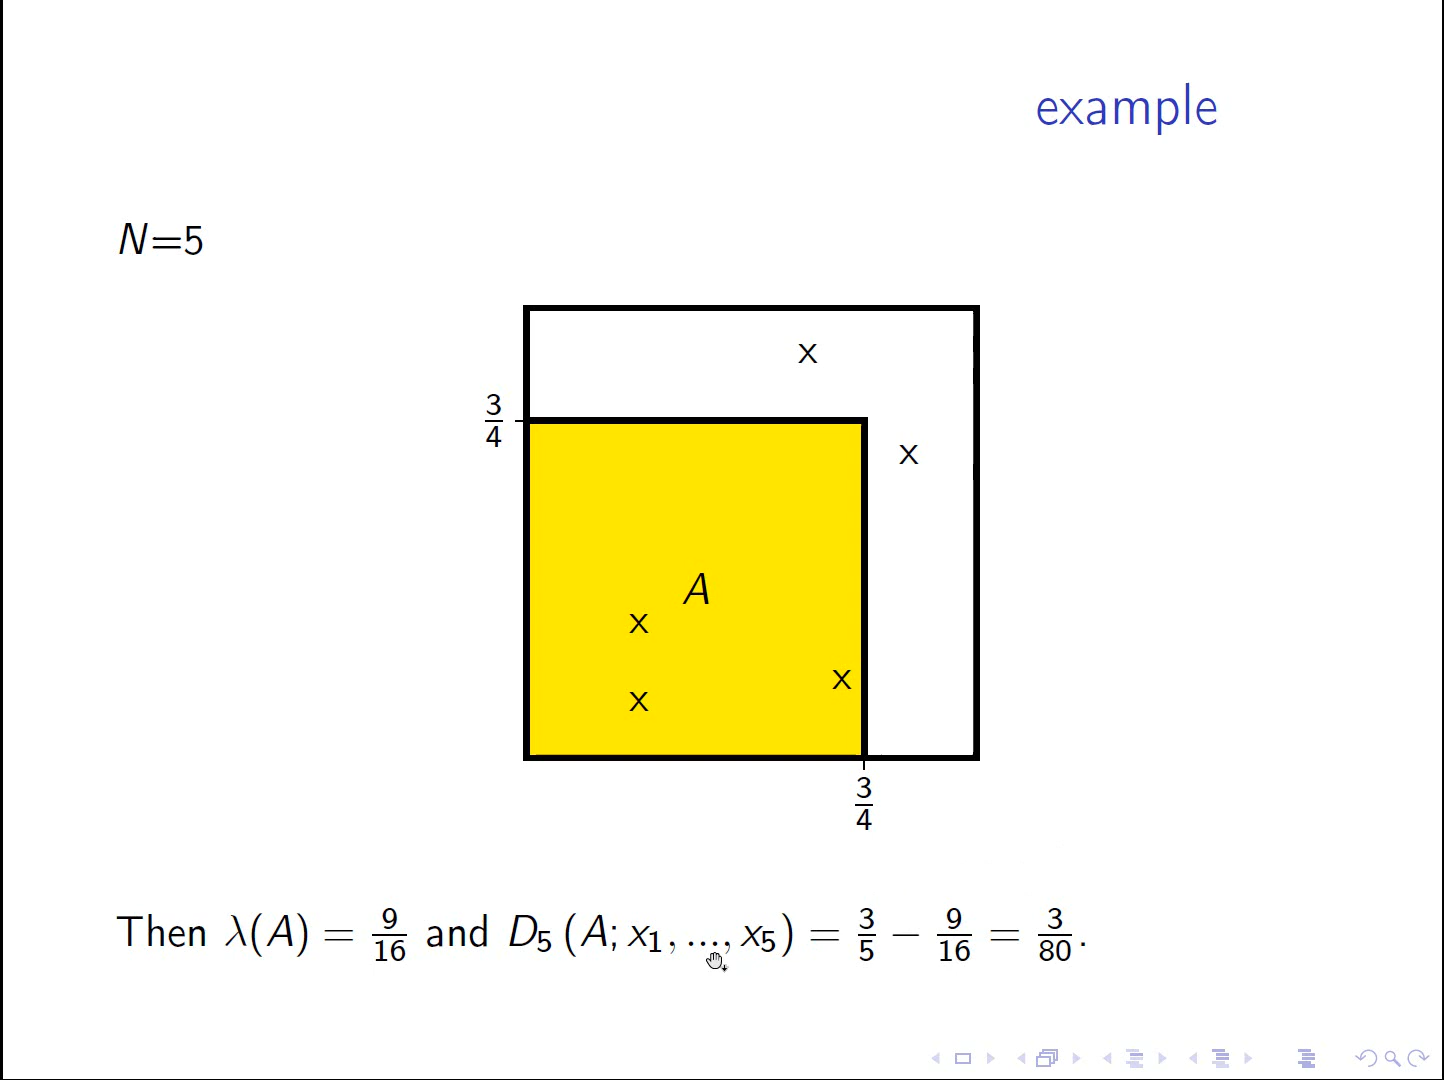 example
N=5
x
3/4
x
A
x
x
x
3/4
Then λ(A) = 9/16 and D₅ (A; x₁, ..., x₅) = 3/5 − 9/16 = 3/80.